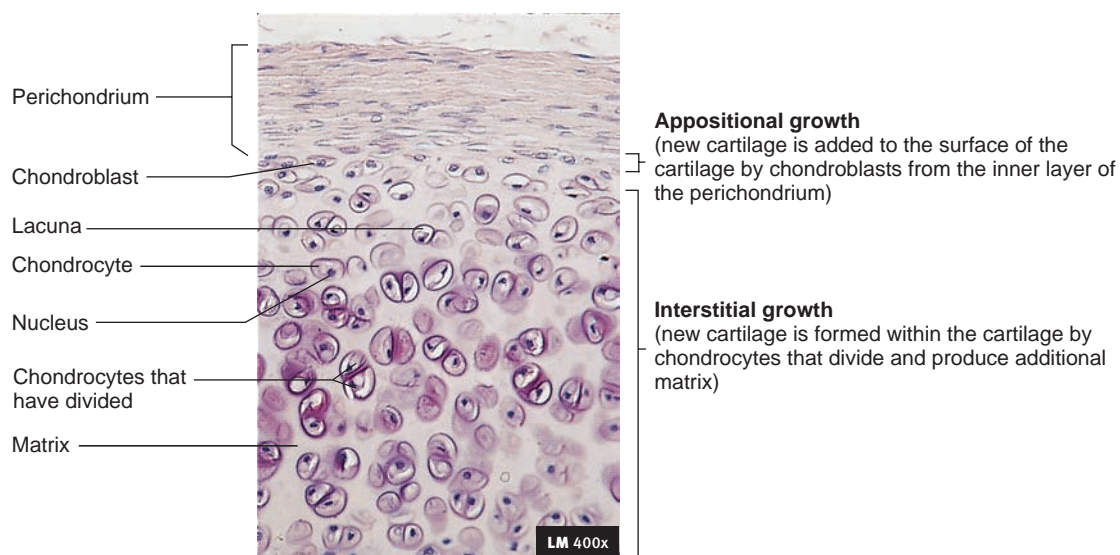 Perichondrium
Chondroblast
Lacuna
Chondrocyte
Nucleus
Chondrocytes that
have divided
Matrix
Appositional growth
(new cartilage is added to the surface of the
cartilage by chondroblasts from the inner layer of
the perichondrium)
Interstitial growth
(new cartilage is formed within the cartilage by
chondrocytes that divide and produce additional
matrix)
LM 400x